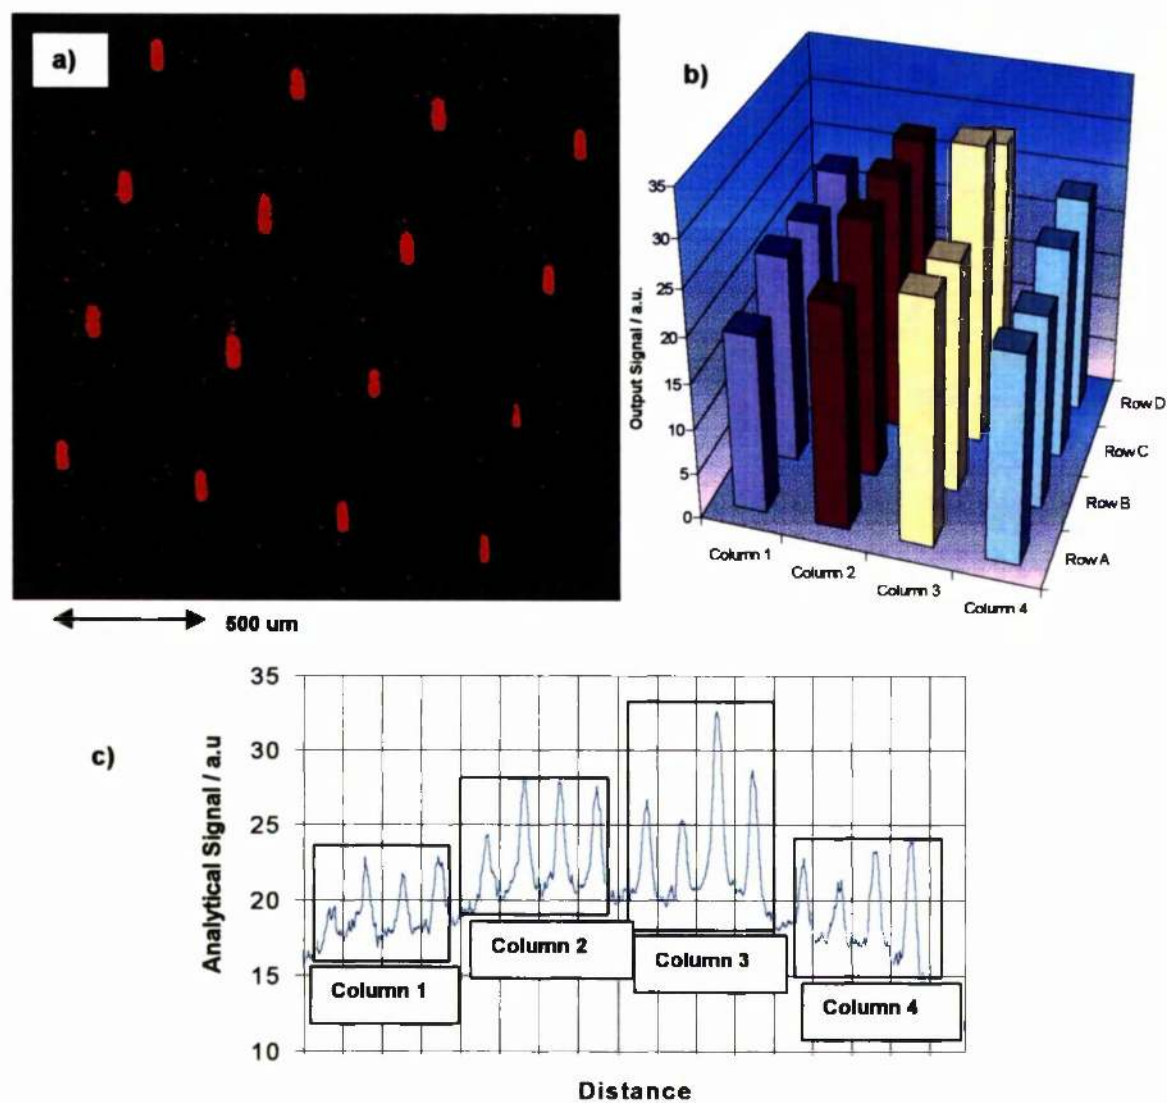 a)
b)
35
30
25
20
15
10
5
0
Output Signal / a.u.
Column 1
Column 2
Column 3
Column 4
Row A
Row B
Row C
Row D
500 um
c)
35
30
25
20
15
10
Analytical Signal / a.u
Column 1
Column 2
Column 3
Column 4
Distance